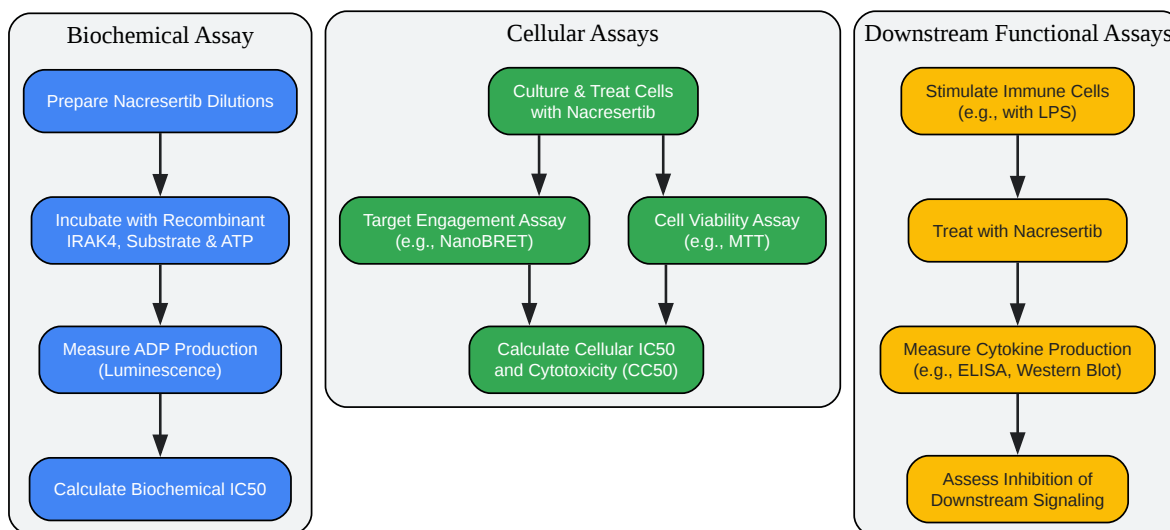 Biochemical Assay
Prepare Nacresertib Dilutions
Incubate with Recombinant
IRAK4, Substrate & ATP
Measure ADP Production
(Luminescence)
Calculate Biochemical IC50
Cellular Assays
Culture & Treat Cells
with Nacresertib
Target Engagement Assay
(e.g., NanoBRET)
Cell Viability Assay
(e.g., MTT)
Calculate Cellular IC50
and Cytotoxicity (CC50)
Downstream Functional Assays
Stimulate Immune Cells
(e.g., with LPS)
Treat with Nacresertib
Measure Cytokine Production
(e.g., ELISA, Western Blot)
Assess Inhibition of
Downstream Signaling